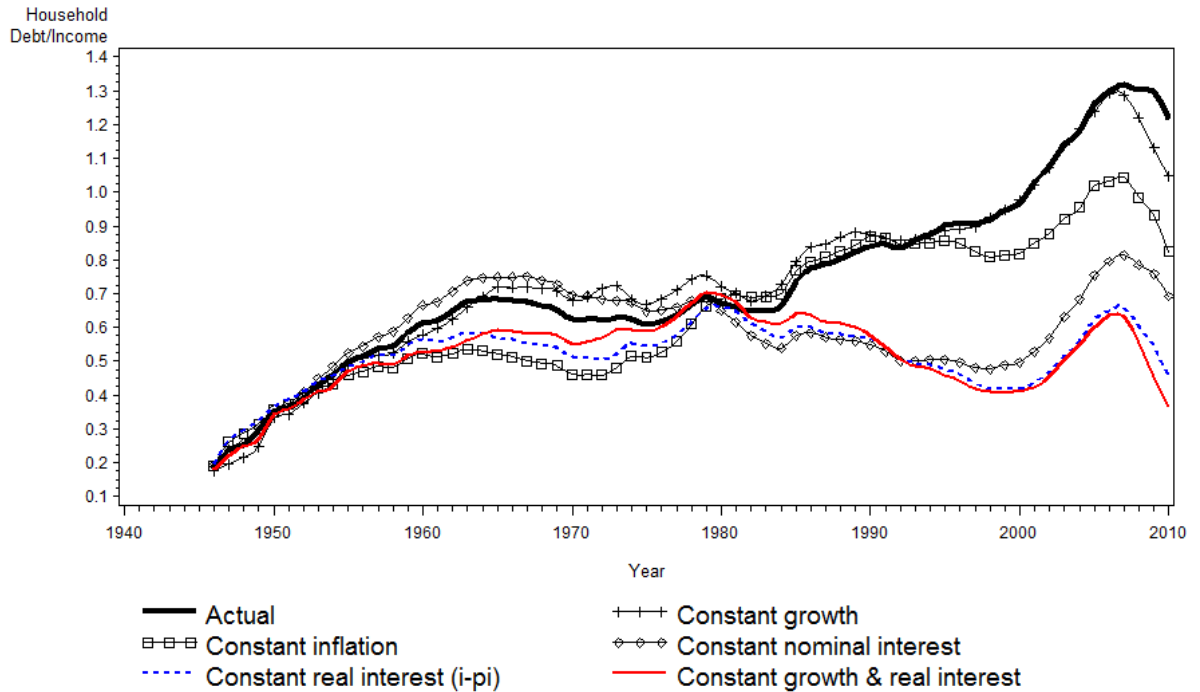 Household
Debt/Income
1.4
1.3
1.2
1.1
1.0
0.9
0.8
0.7
0.6
0.5
0.4
0.3
0.2
0.1
1940 1950 1960 1970 1980 1990 2000 2010
Year
Actual Constant growth
Constant inflation Constant nominal interest
Constant real interest (i-pi) Constant growth & real interest